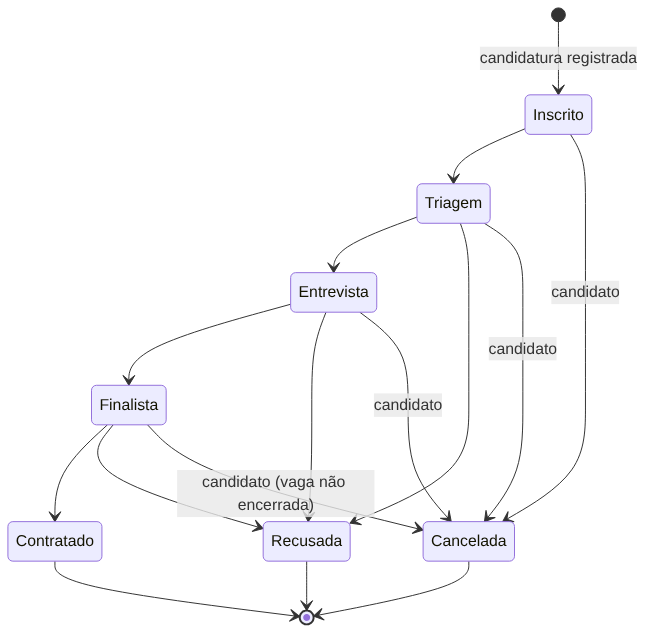 candidatura registrada
Inscrito
Triagem
Entrevista
candidato
candidato
candidato
Finalista
candidato (vaga não
encerrada)
Contratado
Recusada
Cancelada